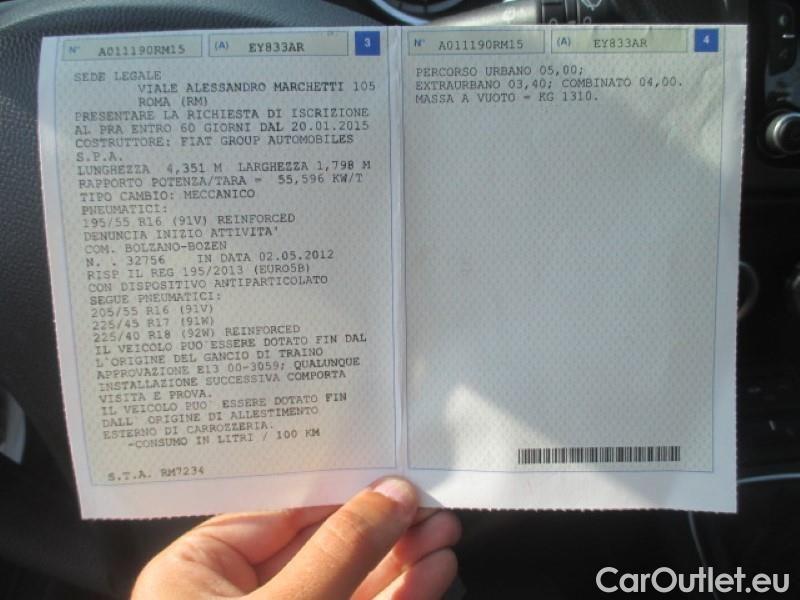 N° A011190RM15 (A) EY833AR 3
SEDE LEGALE
VIALE ALESSANDRO MARCHETTI 105
ROMA (RM)
PRESENTARE LA RICHIESTA DI ISCRIZIONE
AL PRA ENTRO 60 GIORNI DAL 20.01.2015
COSTRUTTORE: FIAT GROUP AUTOMOBILES
S.P.A.
LUNGHEZZA 4,351 M LARGHEZZA 1,798 M
RAPPORTO POTENZA/TARA = 55,596 KW/T
TIPO CAMBIO: MECCANICO
PNEUMATICI:
195/55 R16 (91V) REINFORCED
DENUNCIA INIZIO ATTIVITA'
COM. BOLZANO-BOZEN
N. . 32756 IN DATA 02.05.2012
RISP IL REG 195/2013 (EURO5B)
CON DISPOSITIVO ANTIPARTICOLATO
SEGUE PNEUMATICI:
205/55 R16 (91V)
225/45 R17 (91W)
225/40 R18 (92W) REINFORCED
IL VEICOLO PUO'ESSERE DOTATO FIN DAL
L'ORIGINE DEL GANCIO DI TRAINO
APPROVAZIONE E13 00-3059; QUALUNQUE
INSTALLAZIONE SUCCESSIVA COMPORTA
VISITA E PROVA.
IL VEICOLO PUO' ESSERE DOTATO FIN
DALL' ORIGINE DI ALLESTIMENTO
ESTERNO DI CARROZZERIA.
-CONSUMO IN LITRI / 100 KM
S.T.A. RM7234
N° A011190RM15 (A) EY833AR 4
PERCORSO URBANO 05,00;
EXTRAURBANO 03,40; COMBINATO 04,00.
MASSA A VUOTO = KG 1310.
CarOutlet.eu